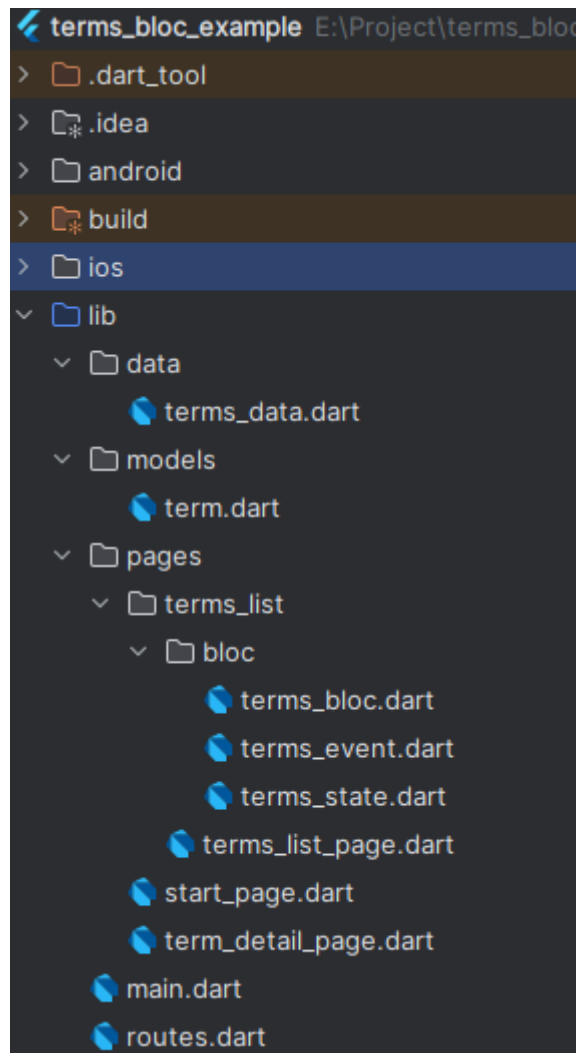 terms_bloc_example E:\Project\terms_bloc
.dart_tool
.idea
android
build
ios
lib
data
terms_data.dart
models
term.dart
pages
terms_list
bloc
terms_bloc.dart
terms_event.dart
terms_state.dart
terms_list_page.dart
start_page.dart
term_detail_page.dart
main.dart
routes.dart